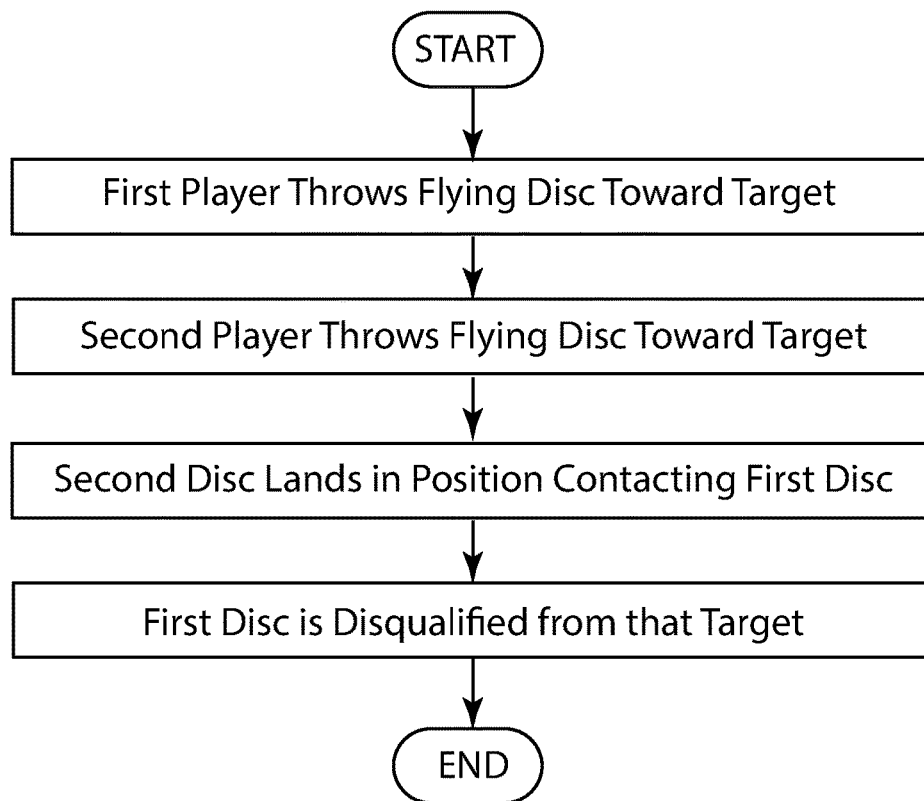 START
First Player Throws Flying Disc Toward Target
Second Player Throws Flying Disc Toward Target
Second Disc Lands in Position Contacting First Disc
First Disc is Disqualified from that Target
END